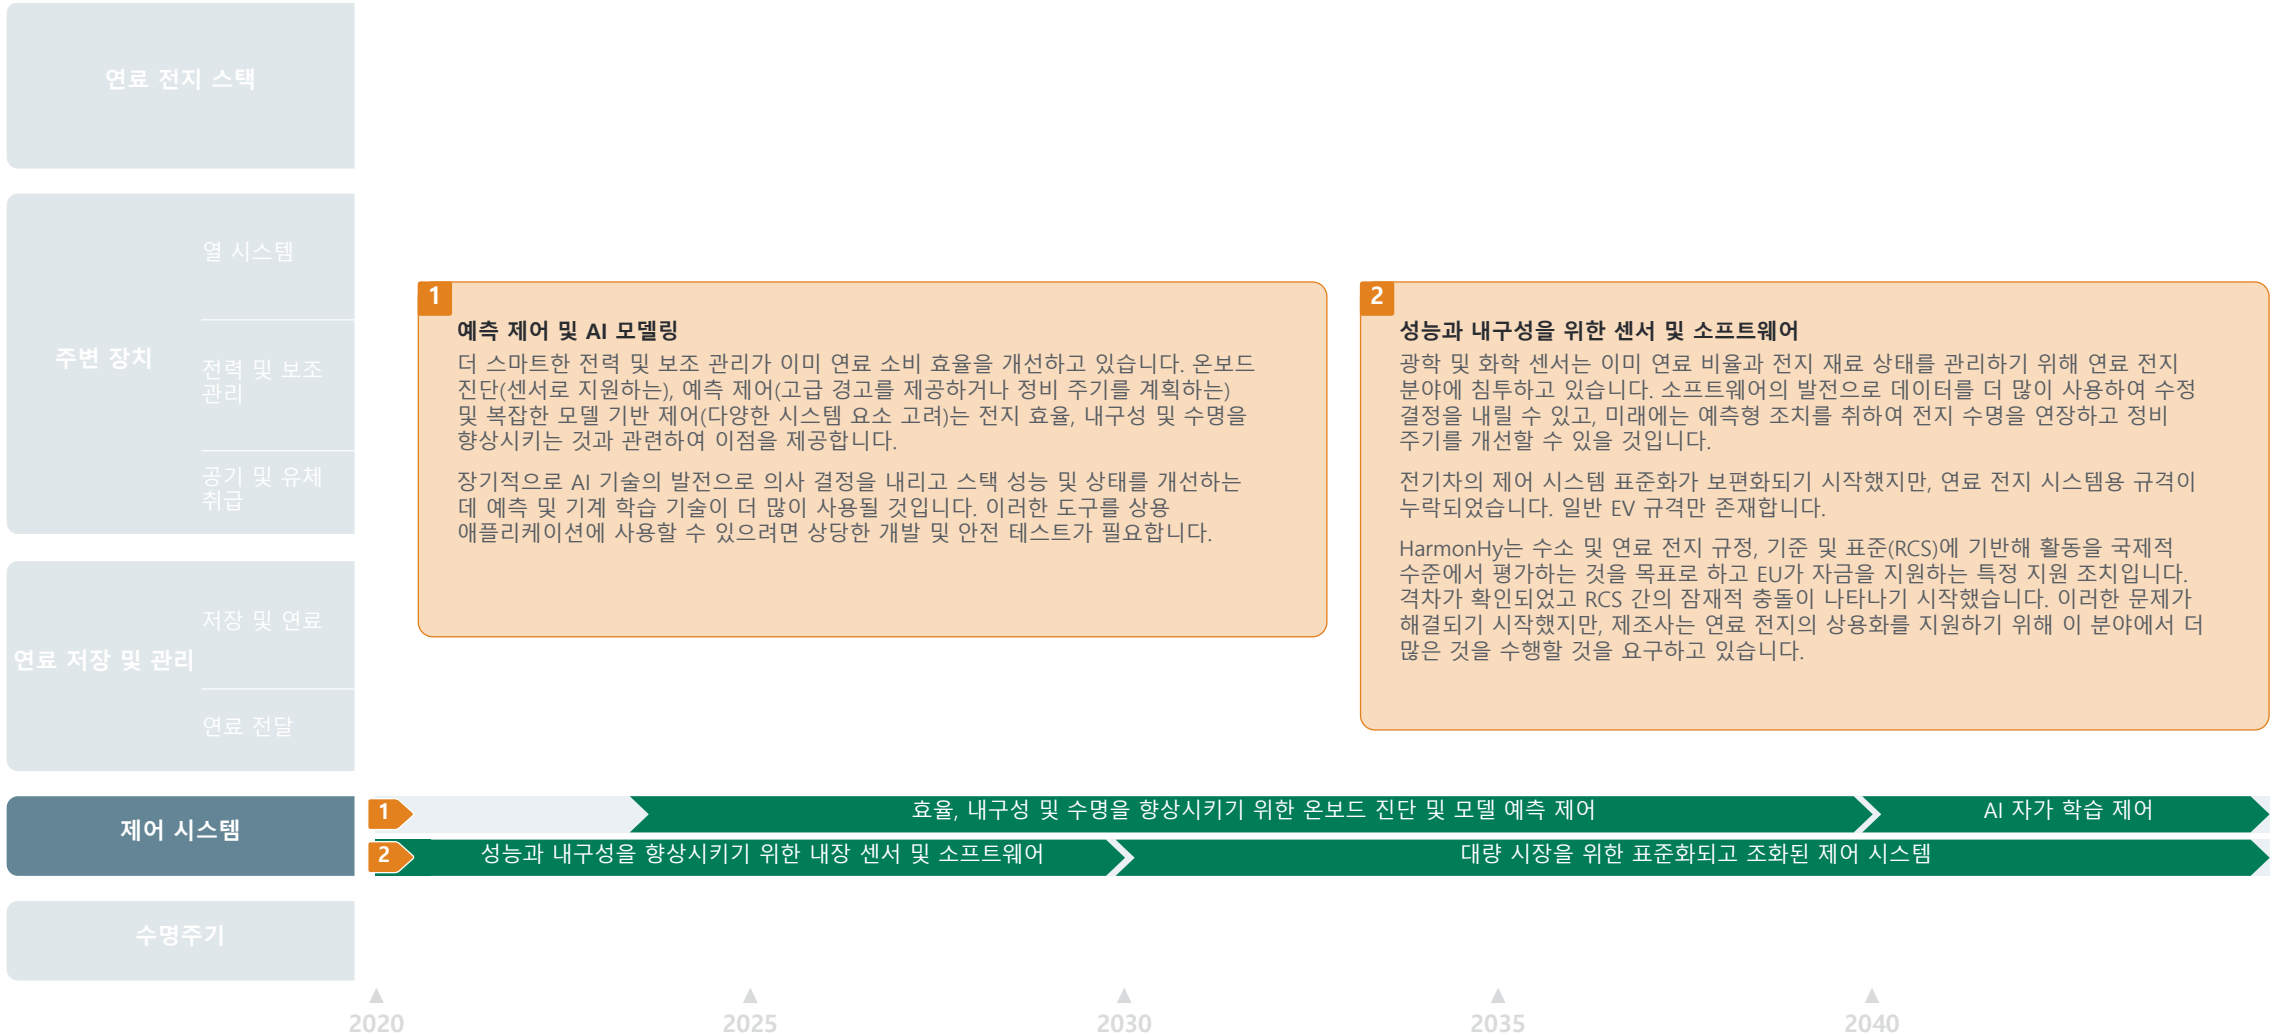 연료 전지 스택
주변 장치
열 시스템
전력 및 보조
관리
공기 및 유체
취급
연료 저장 및 관리
저장 및 연료
연료 전달
1
예측 제어 및 AI 모델링
더 스마트한 전력 및 보조 관리가 이미 연료 소비 효율을 개선하고 있습니다. 온보드
진단(센서로 지원하는), 예측 제어(고급 경고를 제공하거나 정비 주기를 계획하는)
및 복잡한 모델 기반 제어(다양한 시스템 요소 고려)는 전지 효율, 내구성 및 수명을
향상시키는 것과 관련하여 이점을 제공합니다.
장기적으로 AI 기술의 발전으로 의사 결정을 내리고 스택 성능 및 상태를 개선하는
데 예측 및 기계 학습 기술이 더 많이 사용될 것입니다. 이러한 도구를 상용
애플리케이션에 사용할 수 있으려면 상당한 개발 및 안전 테스트가 필요합니다.
2
성능과 내구성을 위한 센서 및 소프트웨어
광학 및 화학 센서는 이미 연료 비율과 전지 재료 상태를 관리하기 위해 연료 전지
분야에 침투하고 있습니다. 소프트웨어의 발전으로 데이터를 더 많이 사용하여 수정
결정을 내릴 수 있고, 미래에는 예측형 조치를 취하여 전지 수명을 연장하고 정비
주기를 개선할 수 있을 것입니다.
전기차의 제어 시스템 표준화가 보편화되기 시작했지만, 연료 전지 시스템용 규격이
누락되었습니다. 일반 EV 규격만 존재합니다.
HarmonHy는 수소 및 연료 전지 규정, 기준 및 표준(RCS)에 기반해 활동을 국제적
수준에서 평가하는 것을 목표로 하고 EU가 자금을 지원하는 특정 지원 조치입니다.
격차가 확인되었고 RCS 간의 잠재적 충돌이 나타나기 시작했습니다. 이러한 문제가
해결되기 시작했지만, 제조사는 연료 전지의 상용화를 지원하기 위해 이 분야에서 더
많은 것을 수행할 것을 요구하고 있습니다.
제어 시스템
1
효율, 내구성 및 수명을 향상시키기 위한 온보드 진단 및 모델 예측 제어
AI 자가 학습 제어
2
성능과 내구성을 향상시키기 위한 내장 센서 및 소프트웨어
대량 시장을 위한 표준화되고 조화된 제어 시스템
수명주기
2020
2025
2030
2035
2040